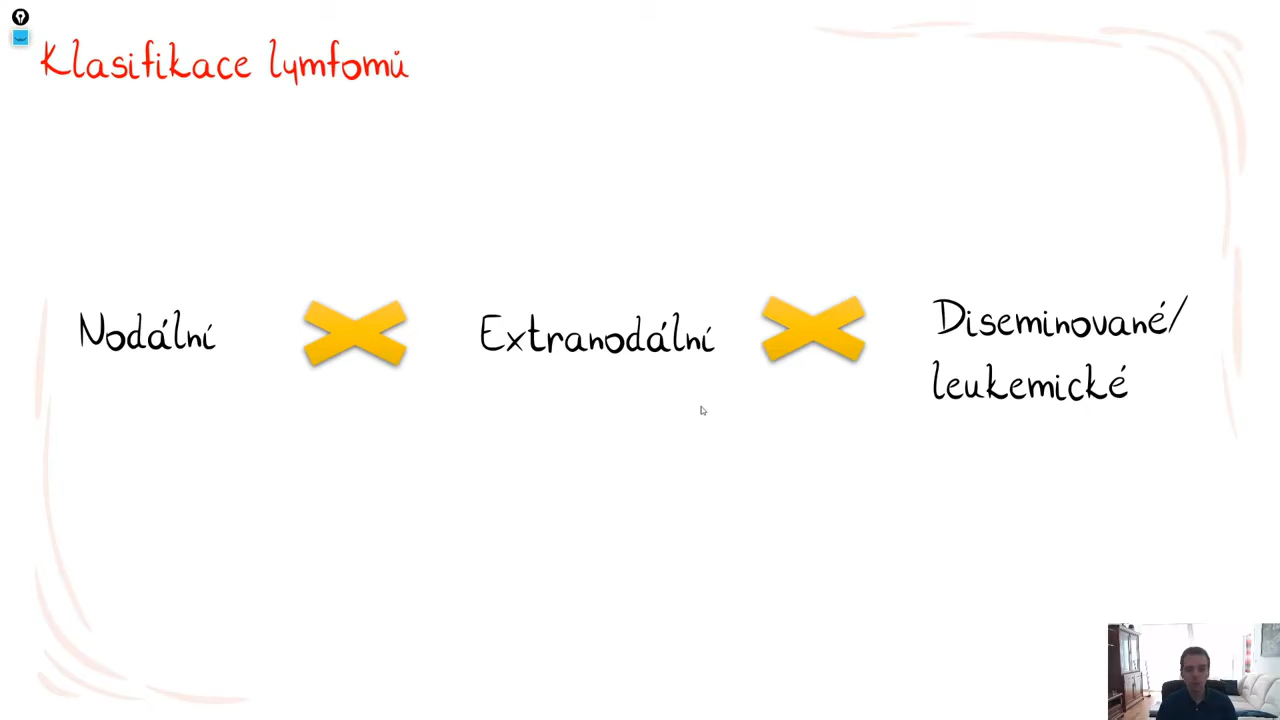 Klasifikace lymfomů
Nodální
Extranodální
Diseminované/
leukemické